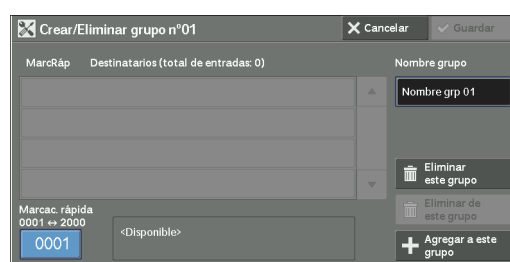 Crear/Eliminar grupo nº01
Cancelar
Guardar
MarcRáp
Destinatarios (total de entradas: 0)
Nombre grupo
Nombre grp 01
Eliminar
este grupo
Eliminar de
este grupo
Marcac. rápida
0001 ↔ 2000
0001
<Disponible>
Agregar a este
grupo